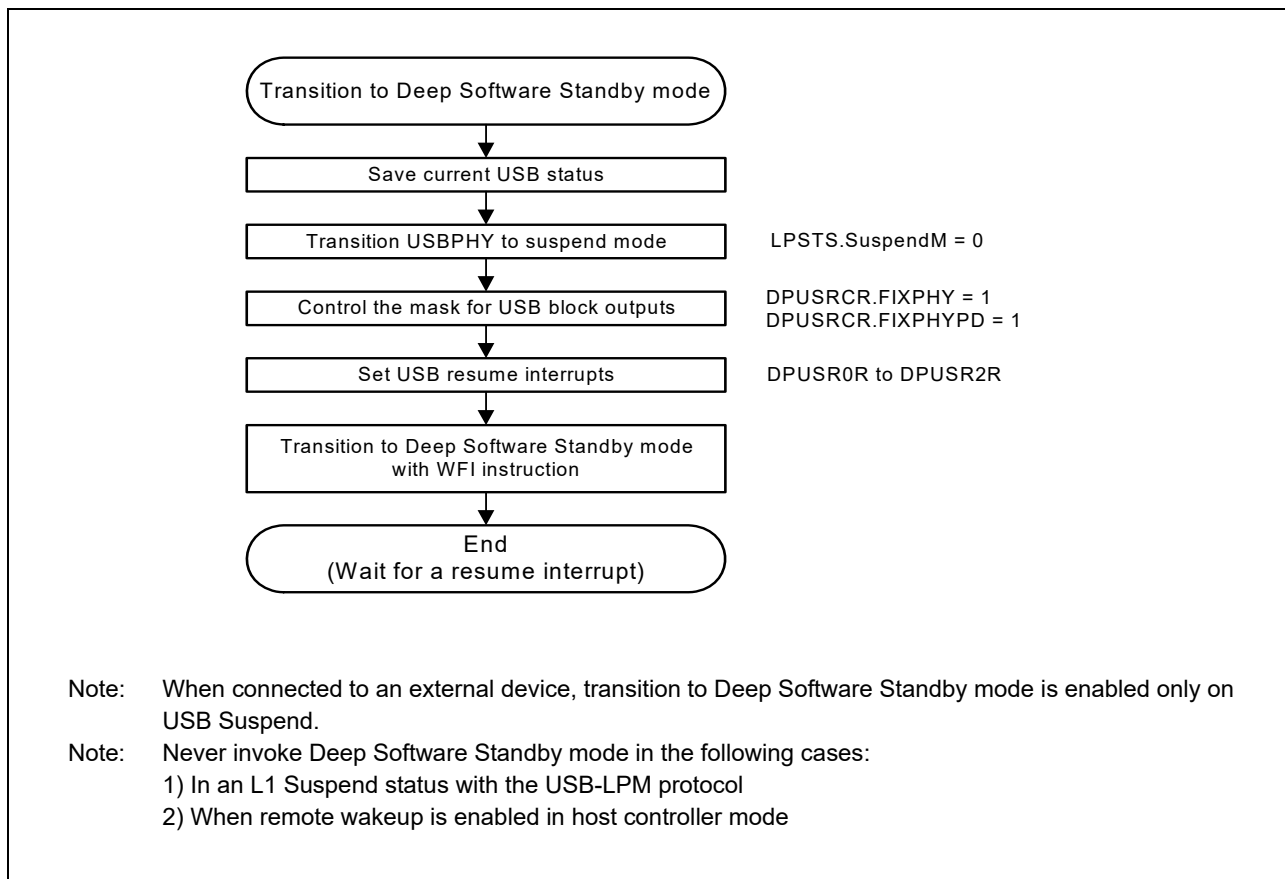 Transition to Deep Software Standby mode
Save current USB status
Transition USBPHY to suspend mode
LPSTS.SuspendM = 0
Control the mask for USB block outputs
DPUSRCR.FIXPHY = 1
DPUSRCR.FIXPHYPD = 1
Set USB resume interrupts
DPUSR0R to DPUSR2R
Transition to Deep Software Standby mode
with WFI instruction
End
(Wait for a resume interrupt)
Note: When connected to an external device, transition to Deep Software Standby mode is enabled only on
USB Suspend.
Note: Never invoke Deep Software Standby mode in the following cases:
1) In an L1 Suspend status with the USB-LPM protocol
2) When remote wakeup is enabled in host controller mode